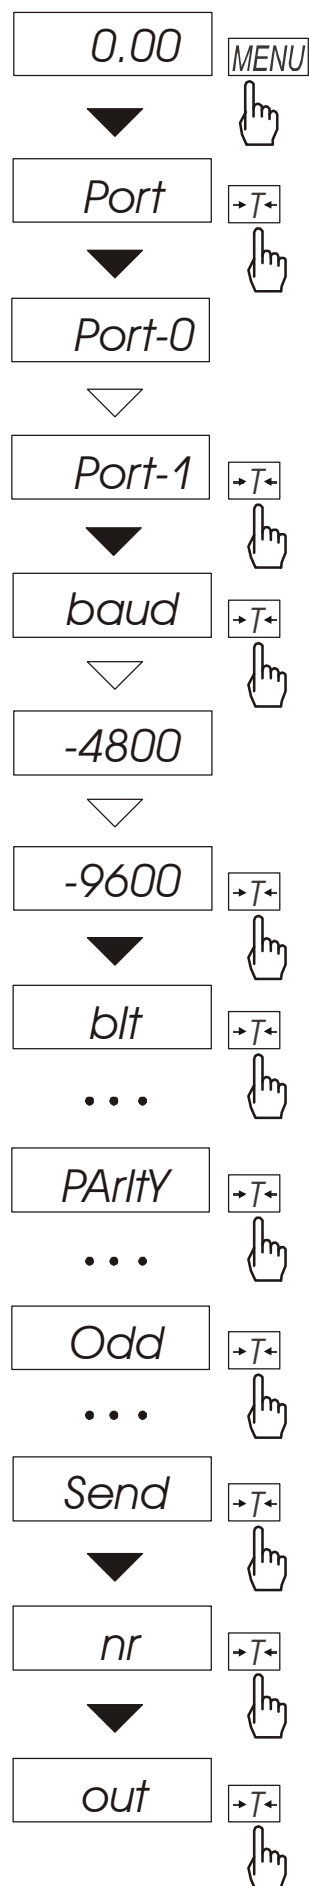 0.00 MENU
Port →T←
Port-0
Port-1 →T←
baud →T←
-4800
-9600 →T←
bIt →T←
• • •
PArItY →T←
• • •
Odd →T←
• • •
Send →T←
nr →T←
out →T←